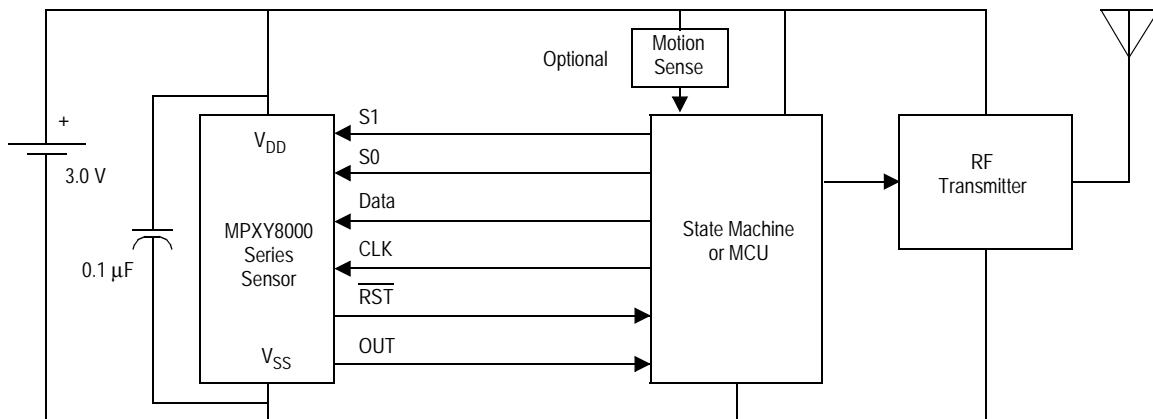 Optional
Motion
Sense
+
3.0 V
0.1 μF
V_DD
MPXY8000
Series
Sensor
V_SS
S1
S0
Data
CLK
R̅S̅T̅
OUT
State Machine
or MCU
RF
Transmitter